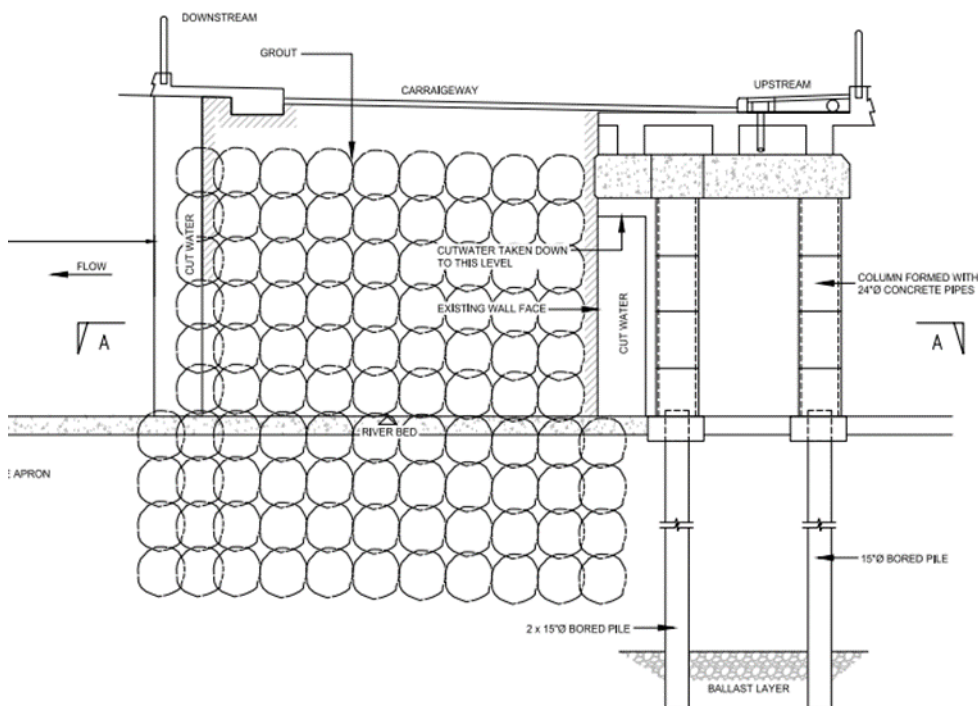 DOWNSTREAM
GROUT
CARRAIGEWAY
UPSTREAM
CUT WATER
CUTWATER TAKEN DOWN
TO THIS LEVEL
FLOW
COLUMN FORMED WITH
24"Ø CONCRETE PIPES
EXISTING WALL FACE
CUT WATER
A
A
RIVER BED
E APRON
15"Ø BORED PILE
2 x 15"Ø BORED PILE
BALLAST LAYER